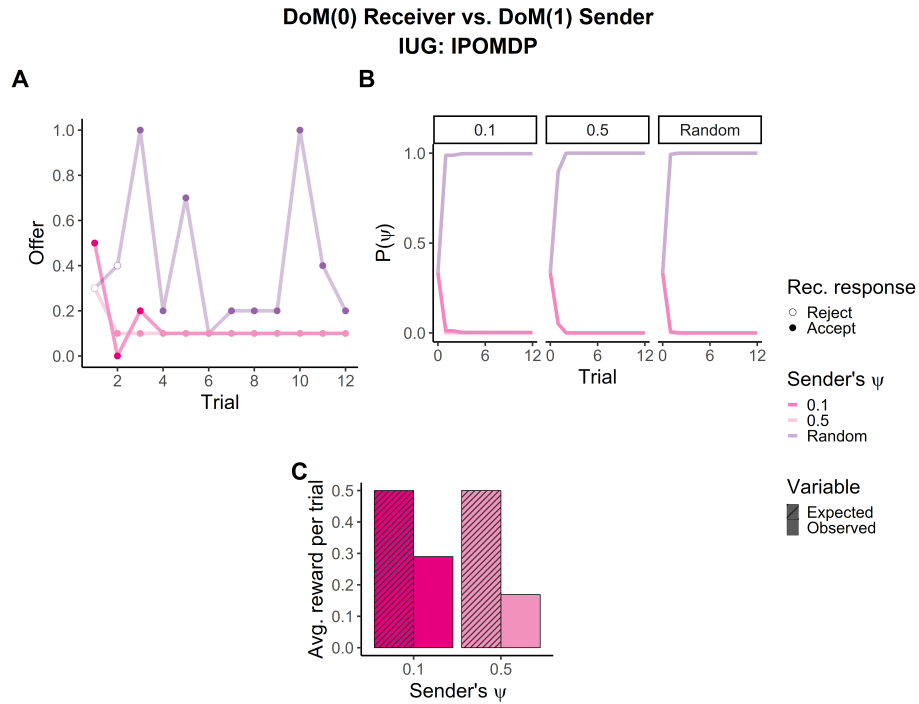 DoM(0) Receiver vs. DoM(1) Sender
IUG: IPOMDP
A
Offer
1.0
0.8
0.6
0.4
0.2
0.0
2 4 6 8 10 12
Trial
B
0.1 0.5 Random
P(ψ)
1.0
0.5
0.0
0 6 12 0 6 12 0 6 12
Trial
Rec. response
Reject
Accept
Sender's ψ
0.1
0.5
Random
Variable
Expected
Observed
C
Avg. reward per trial
0.5
0.4
0.3
0.2
0.1
0.0
0.1 0.5
Sender's ψ